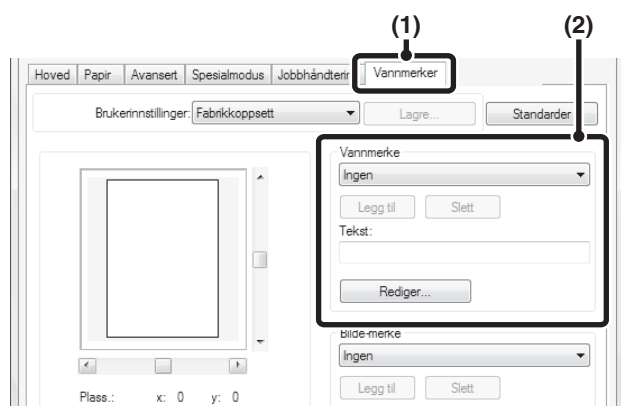 (1) (2)
Hoved Papir Avansert Spesialmodus Jobbhåndterin Vannmerker
Brukerinnstillinger: Fabrikkoppsett Lagre... Standarder
Vannmerke
Ingen
Legg til Slett
Tekst:
Rediger...
Bilde-merke
Ingen
Legg til Slett
Plass.: x: 0 y: 0